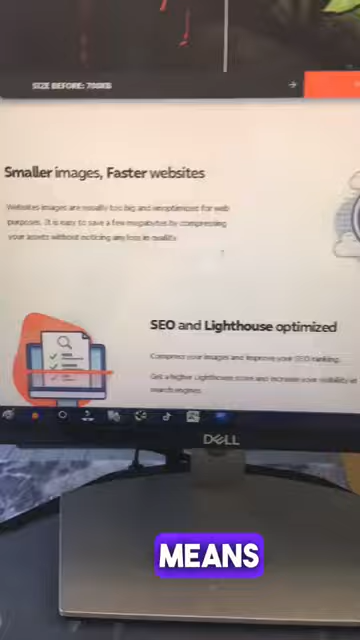 SIZE BEFORE: 700KB
Smaller images, Faster websites
Websites images are usually too big and unoptimized for web
purposes. It is easy to save a few megabytes by compressing
your assets without noticing any loss in quality
SEO and Lighthouse optimized
Compress your images and improve your SEO ranking.
Get a higher Lighthouse score and increase your visibility at
search engines.
DELL
MEANS